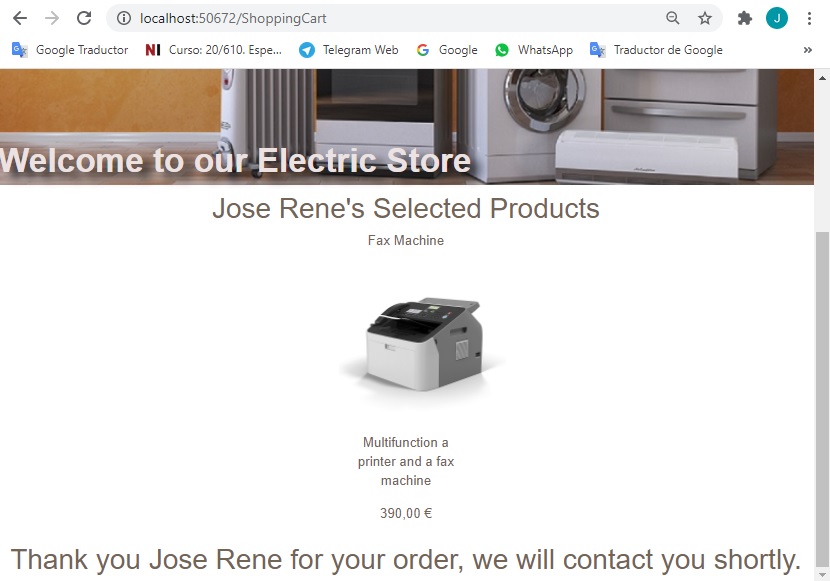 localhost:50672/ShoppingCart
J
Google Traductor NI Curso: 20/610. Espe... Telegram Web Google WhatsApp Traductor de Google »
Welcome to our Electric Store
Jose Rene's Selected Products
Fax Machine
Multifunction a
printer and a fax
machine
390,00 €
Thank you Jose Rene for your order, we will contact you shortly.